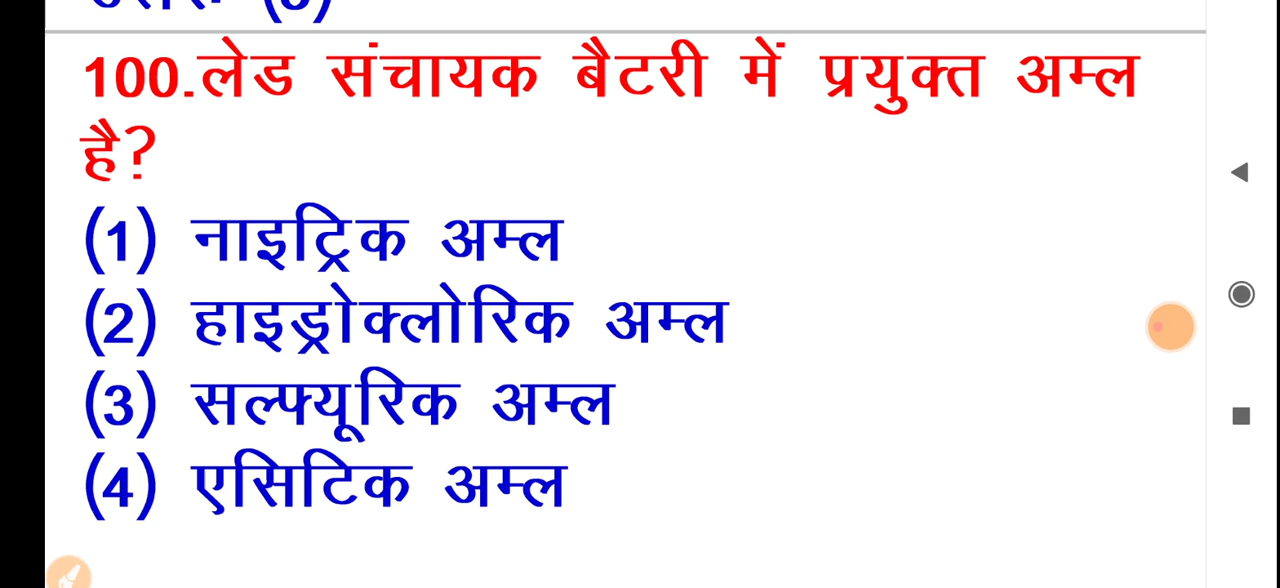 100.लेड संचायक बैटरी में प्रयुक्त अम्ल
है?
(1) नाइट्रिक अम्ल
(2) हाइड्रोक्लोरिक अम्ल
(3) सल्फ्यूरिक अम्ल
(4) एसिटिक अम्ल